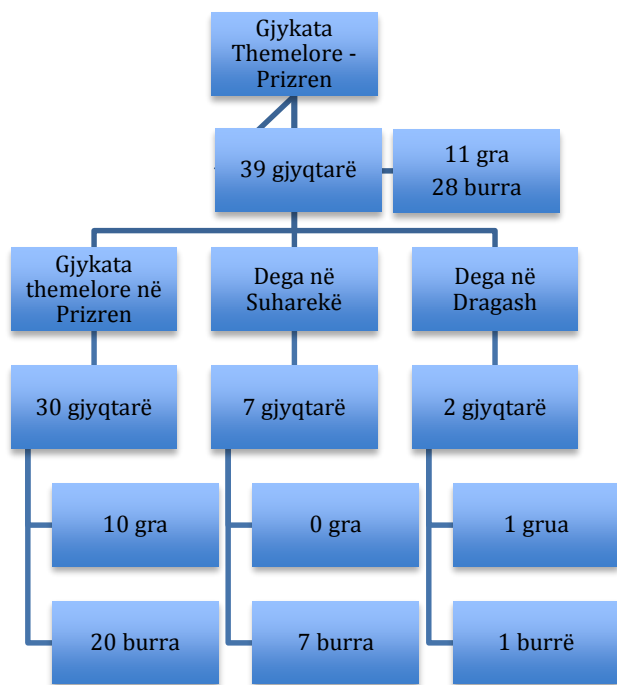 Gjykata
Themelore -
Prizren
39 gjyqtarë
11 gra
28 burra
Gjykata
themelore në
Prizren
Dega në
Suharekë
Dega në
Dragash
30 gjyqtarë
7 gjyqtarë
2 gjyqtarë
10 gra
0 gra
1 grua
20 burra
7 burra
1 burrë